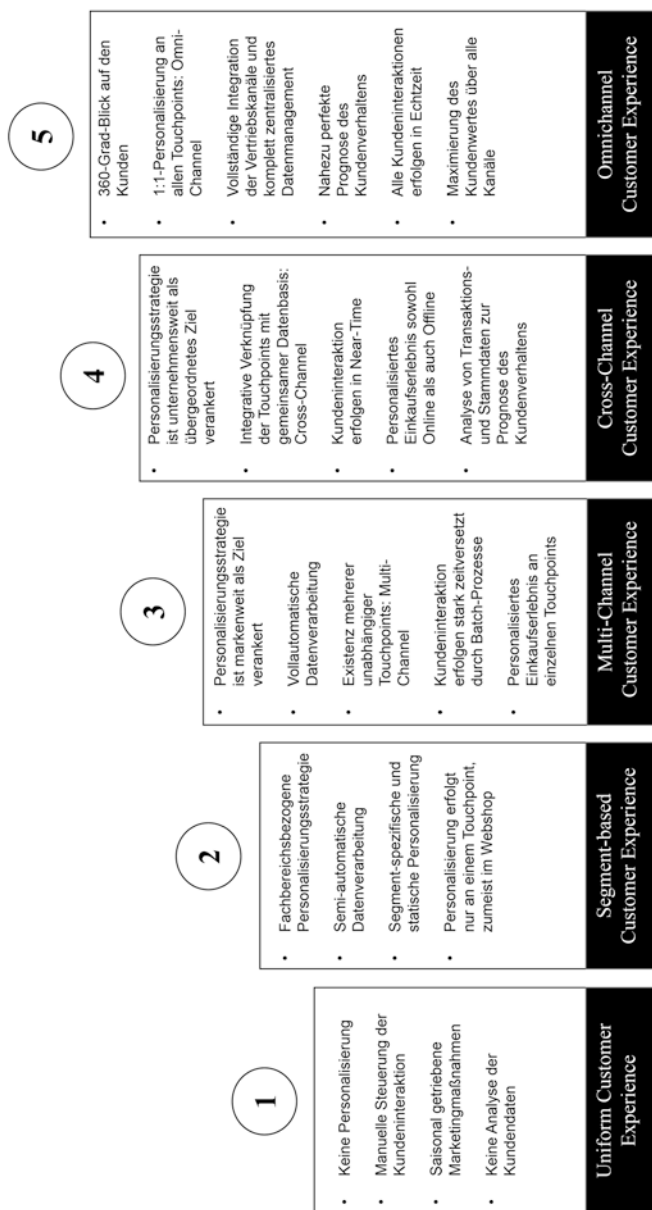 1
• Keine Personalisierung
• Manuelle Steuerung der
Kundeninteraktion
• Saisonal getriebene
Marketingmaßnahmen
• Keine Analyse der
Kundendaten
Uniform Customer
Experience
2
• Fachbereichsbezogene
Personalisierungsstrategie
• Semi-automatische
Datenverarbeitung
• Segment-spezifische und
statische Personalisierung
• Personalisierung erfolgt
nur an einem Touchpoint,
zumeist im Webshop
Segment-based
Customer Experience
3
• Personalisierungsstrategie
ist markenweit als Ziel
verankert
• Vollautomatische
Datenverarbeitung
• Existenz mehrerer
unabhängiger
Touchpoints: Multi-
Channel
• Kundeninteraktion
erfolgen stark zeitversetzt
durch Batch-Prozesse
• Personalisiertes
Einkaufserlebnis an
einzelnen Touchpoints
Multi-Channel
Customer Experience
4
• Personalisierungsstrategie
ist unternehmensweit als
übergeordnetes Ziel
verankert
• Integrative Verknüpfung
der Touchpoints mit
gemeinsamer Datenbasis:
Cross-Channel
• Kundeninteraktion
erfolgen in Near-Time
• Personalisiertes
Einkaufserlebnis sowohl
Online als auch Offline
• Analyse von Transaktions-
und Stammdaten zur
Prognose des
Kundenverhaltens
Cross-Channel
Customer Experience
5
• 360-Grad-Blick auf den
Kunden
• 1:1-Personalisierung an
allen Touchpoints: Omni-
Channel
• Vollständige Integration
der Vertriebskanäle und
komplett zentralisiertes
Datenmanagement
• Nahezu perfekte
Prognose des
Kundenverhaltens
• Alle Kundeninteraktionen
erfolgen in Echtzeit
• Maximierung des
Kundenwertes über alle
Kanäle
Omnichannel
Customer Experience